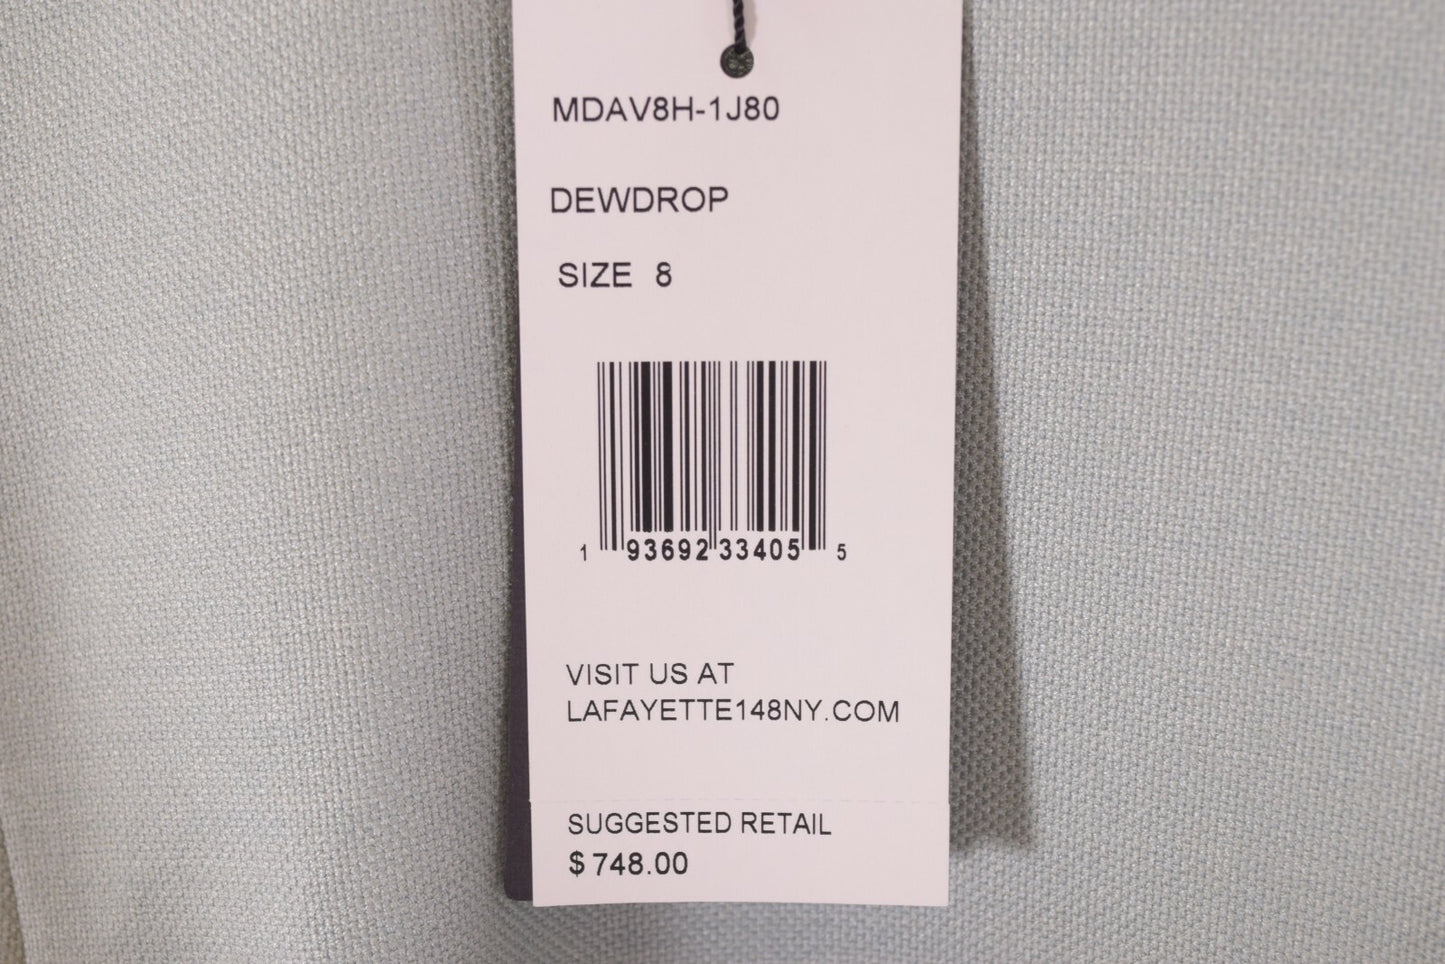 MDAV8H-1J80
DEWDROP
SIZE 8
1 93692 33405 5
VISIT US AT
LAFAYETTE148NY.COM
SUGGESTED RETAIL
$748.00